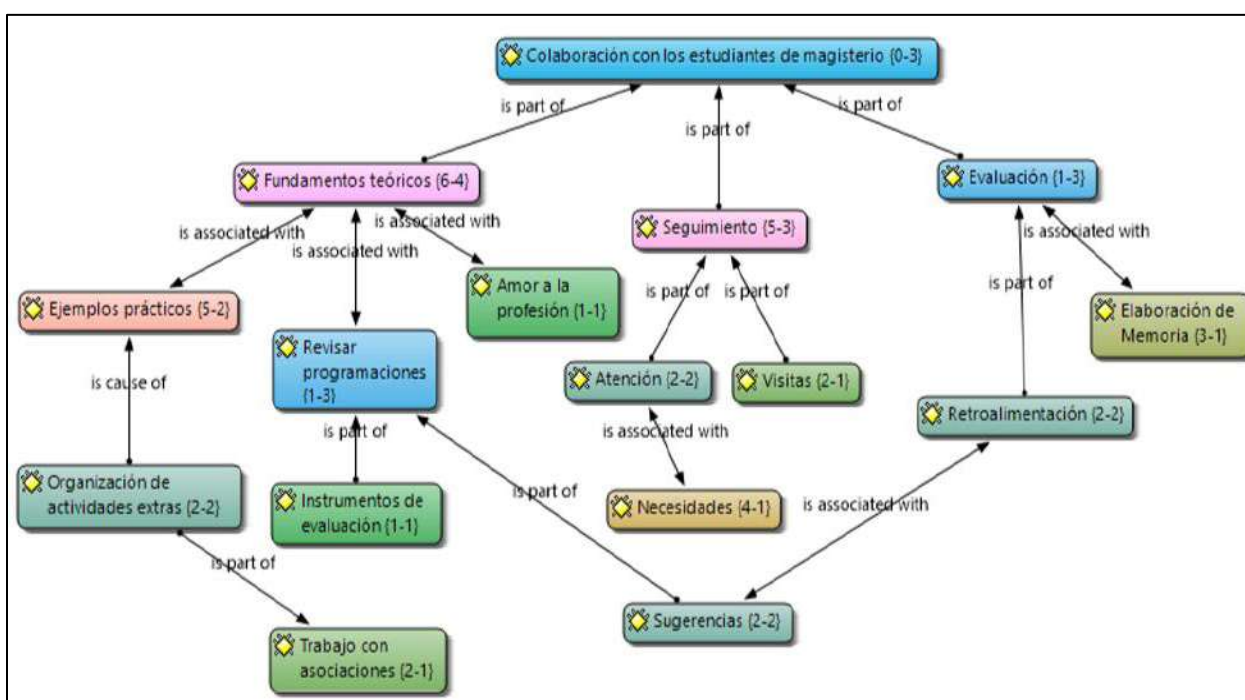 Colaboración con los estudiantes de magisterio {0-3}
is part of
is part of
is part of
Fundamentos teóricos {6-4}
Evaluación {1-3}
is associated with
is associated with
is associated with
Seguimiento {5-3}
is associated with
Ejemplos prácticos {5-2}
Amor a la
profesión {1-1}
is part of
is part of
is part of
Elaboración de
Memoria {3-1}
Revisar
programaciones
{1-3}
is cause of
Atención {2-2}
Visitas {2-1}
Retroalimentación {2-2}
is part of
is associated with
Organización de
actividades extras {2-2}
Instrumentos de
evaluación {1-1}
is part of
Necesidades {4-1}
is associated with
is part of
Sugerencias {2-2}
Trabajo con
asociaciones {2-1}